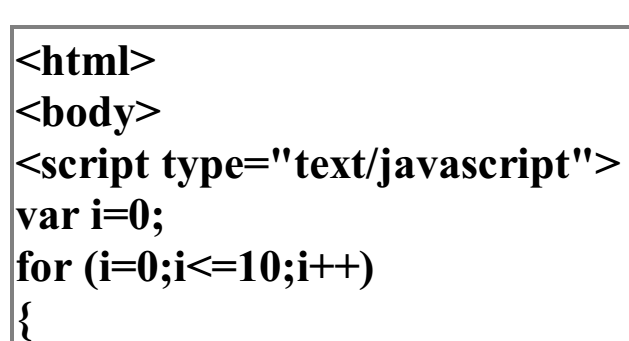 <html>
<body>
<script type="text/javascript">
var i=0;
for (i=0;i<=10;i++)
{